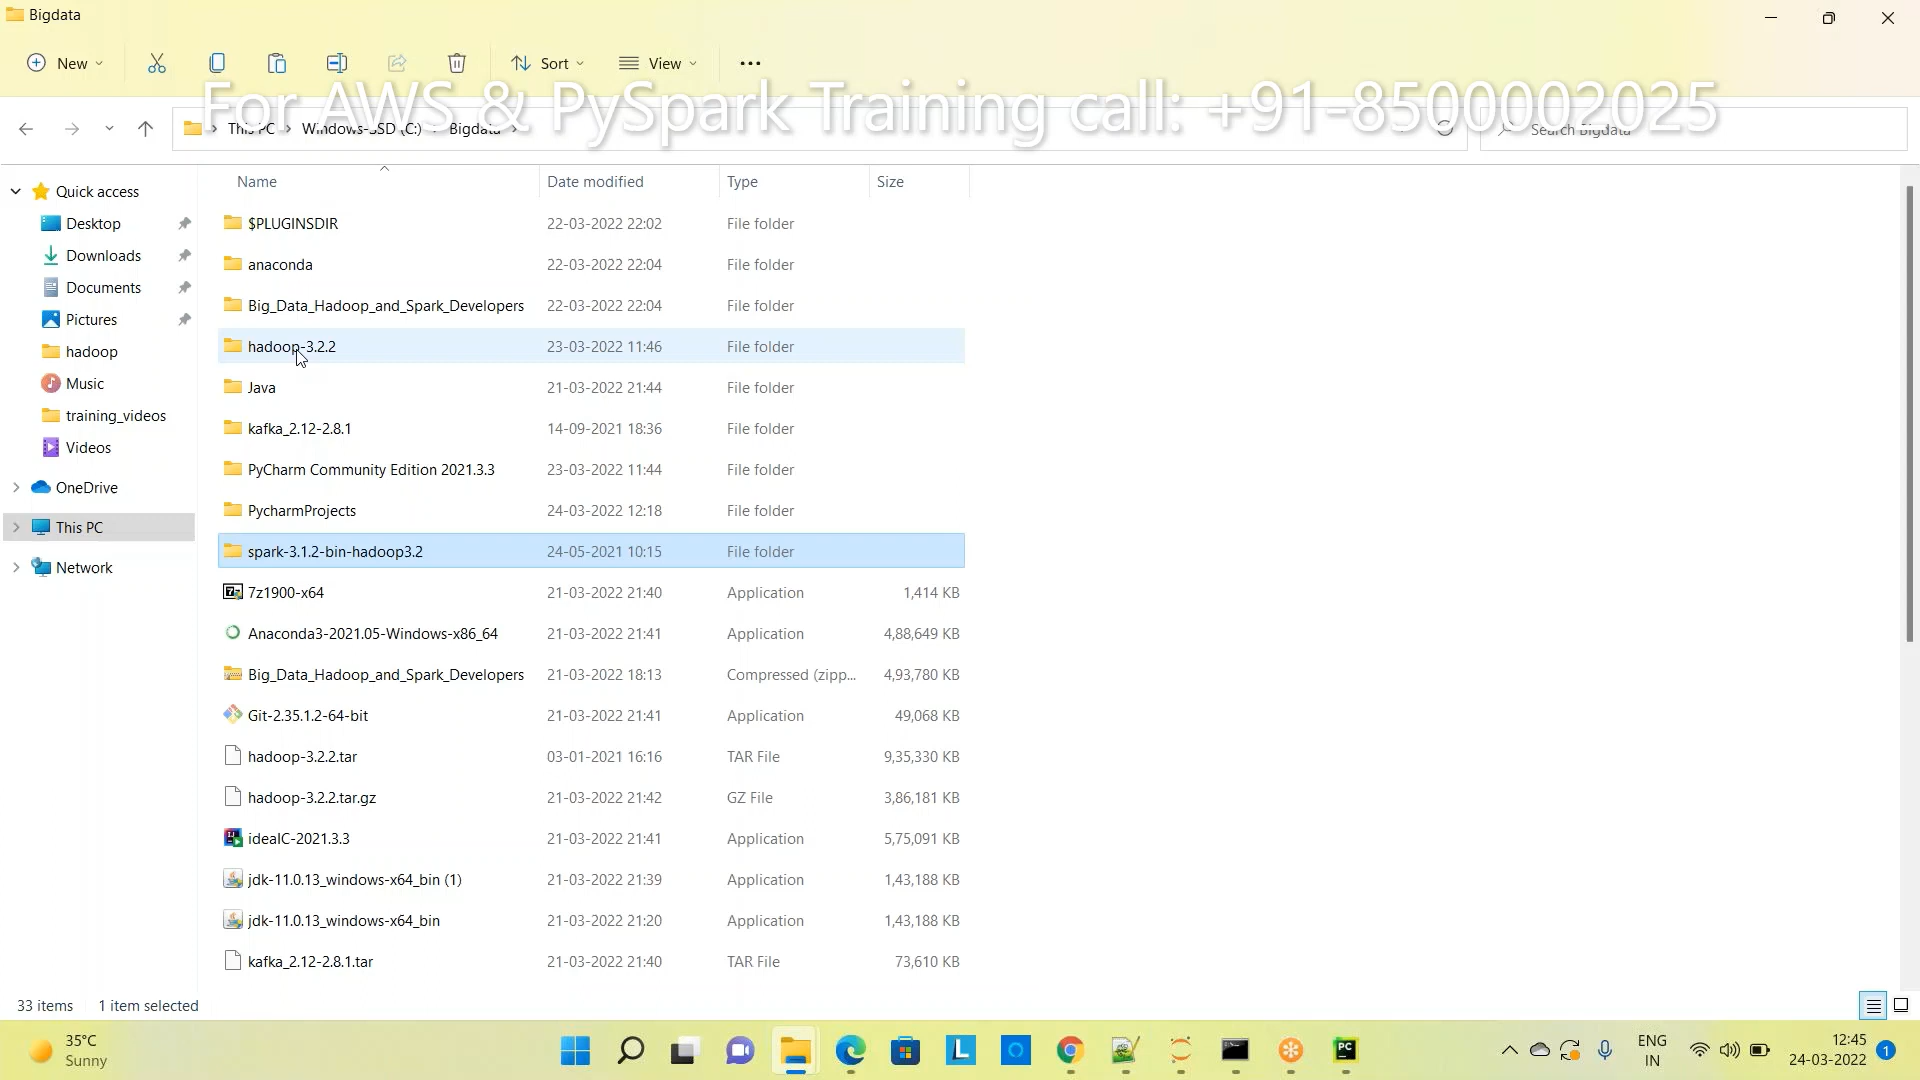 Bigdata
New
Sort
View
For AWS & PySpark Training call: +91-8500002025
This PC > Windows-SSD (C:) > Bigdata >
Search Bigdata
Name Date modified Type Size
Quick access
Desktop
Downloads
Documents
Pictures
hadoop
Music
training_videos
Videos
OneDrive
This PC
Network
$PLUGINSDIR 22-03-2022 22:02 File folder
anaconda 22-03-2022 22:04 File folder
Big_Data_Hadoop_and_Spark_Developers 22-03-2022 22:04 File folder
hadoop-3.2.2 23-03-2022 11:46 File folder
Java 21-03-2022 21:44 File folder
kafka_2.12-2.8.1 14-09-2021 18:36 File folder
PyCharm Community Edition 2021.3.3 23-03-2022 11:44 File folder
PycharmProjects 24-03-2022 12:18 File folder
spark-3.1.2-bin-hadoop3.2 24-05-2021 10:15 File folder
7z1900-x64 21-03-2022 21:40 Application 1,414 KB
Anaconda3-2021.05-Windows-x86_64 21-03-2022 21:41 Application 4,88,649 KB
Big_Data_Hadoop_and_Spark_Developers 21-03-2022 18:13 Compressed (zipp... 4,93,780 KB
Git-2.35.1.2-64-bit 21-03-2022 21:41 Application 49,068 KB
hadoop-3.2.2.tar 03-01-2021 16:16 TAR File 9,35,330 KB
hadoop-3.2.2.tar.gz 21-03-2022 21:42 GZ File 3,86,181 KB
ideaIC-2021.3.3 21-03-2022 21:41 Application 5,75,091 KB
jdk-11.0.13_windows-x64_bin (1) 21-03-2022 21:39 Application 1,43,188 KB
jdk-11.0.13_windows-x64_bin 21-03-2022 21:20 Application 1,43,188 KB
kafka_2.12-2.8.1.tar 21-03-2022 21:40 TAR File 73,610 KB
33 items 1 item selected
35°C
Sunny
ENG
IN
12:45
24-03-2022
1